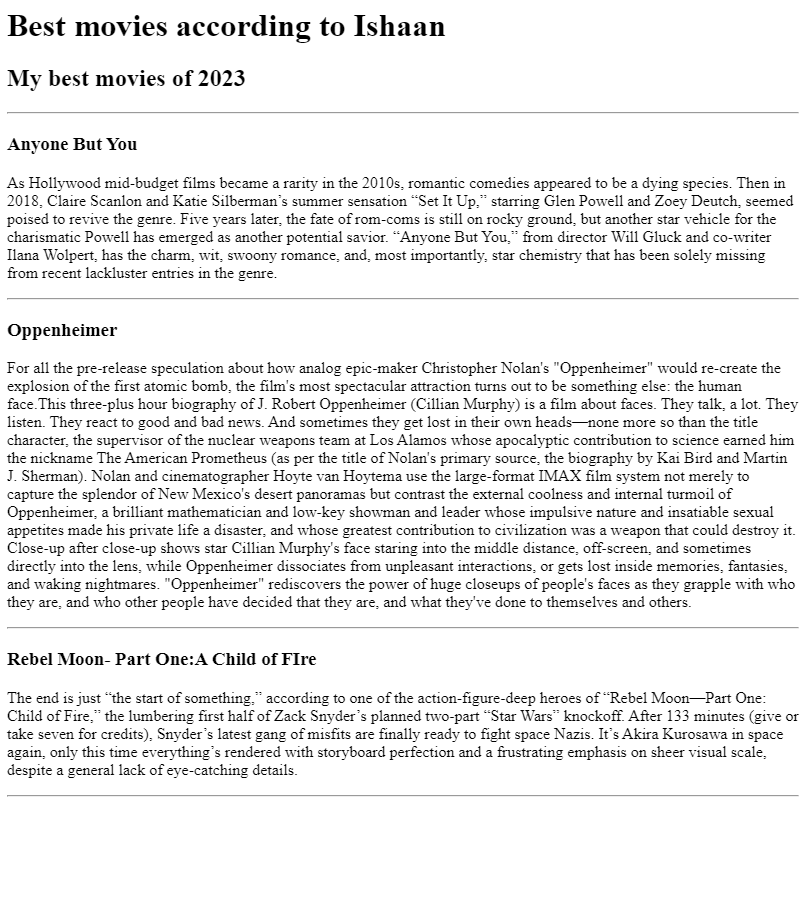 Best movies according to Ishaan
My best movies of 2023
Anyone But You
As Hollywood mid-budget films became a rarity in the 2010s, romantic comedies appeared to be a dying species. Then in
2018, Claire Scanlon and Katie Silberman’s summer sensation “Set It Up,” starring Glen Powell and Zoey Deutch, seemed
poised to revive the genre. Five years later, the fate of rom-coms is still on rocky ground, but another star vehicle for the
charismatic Powell has emerged as another potential savior. “Anyone But You,” from director Will Gluck and co-writer
Ilana Wolpert, has the charm, wit, swoony romance, and, most importantly, star chemistry that has been solely missing
from recent lackluster entries in the genre.
Oppenheimer
For all the pre-release speculation about how analog epic-maker Christopher Nolan's "Oppenheimer" would re-create the
explosion of the first atomic bomb, the film's most spectacular attraction turns out to be something else: the human
face.This three-plus hour biography of J. Robert Oppenheimer (Cillian Murphy) is a film about faces. They talk, a lot. They
listen. They react to good and bad news. And sometimes they get lost in their own heads—none more so than the title
character, the supervisor of the nuclear weapons team at Los Alamos whose apocalyptic contribution to science earned him
the nickname The American Prometheus (as per the title of Nolan's primary source, the biography by Kai Bird and Martin
J. Sherman). Nolan and cinematographer Hoyte van Hoytema use the large-format IMAX film system not merely to
capture the splendor of New Mexico's desert panoramas but contrast the external coolness and internal turmoil of
Oppenheimer, a brilliant mathematician and low-key showman and leader whose impulsive nature and insatiable sexual
appetites made his private life a disaster, and whose greatest contribution to civilization was a weapon that could destroy it.
Close-up after close-up shows star Cillian Murphy's face staring into the middle distance, off-screen, and sometimes
directly into the lens, while Oppenheimer dissociates from unpleasant interactions, or gets lost inside memories, fantasies,
and waking nightmares. "Oppenheimer" rediscovers the power of huge closeups of people's faces as they grapple with who
they are, and who other people have decided that they are, and what they've done to themselves and others.
Rebel Moon- Part One:A Child of FIre
The end is just “the start of something,” according to one of the action-figure-deep heroes of “Rebel Moon—Part One:
Child of Fire,” the lumbering first half of Zack Snyder’s planned two-part “Star Wars” knockoff. After 133 minutes (give or
take seven for credits), Snyder’s latest gang of misfits are finally ready to fight space Nazis. It’s Akira Kurosawa in space
again, only this time everything’s rendered with storyboard perfection and a frustrating emphasis on sheer visual scale,
despite a general lack of eye-catching details.